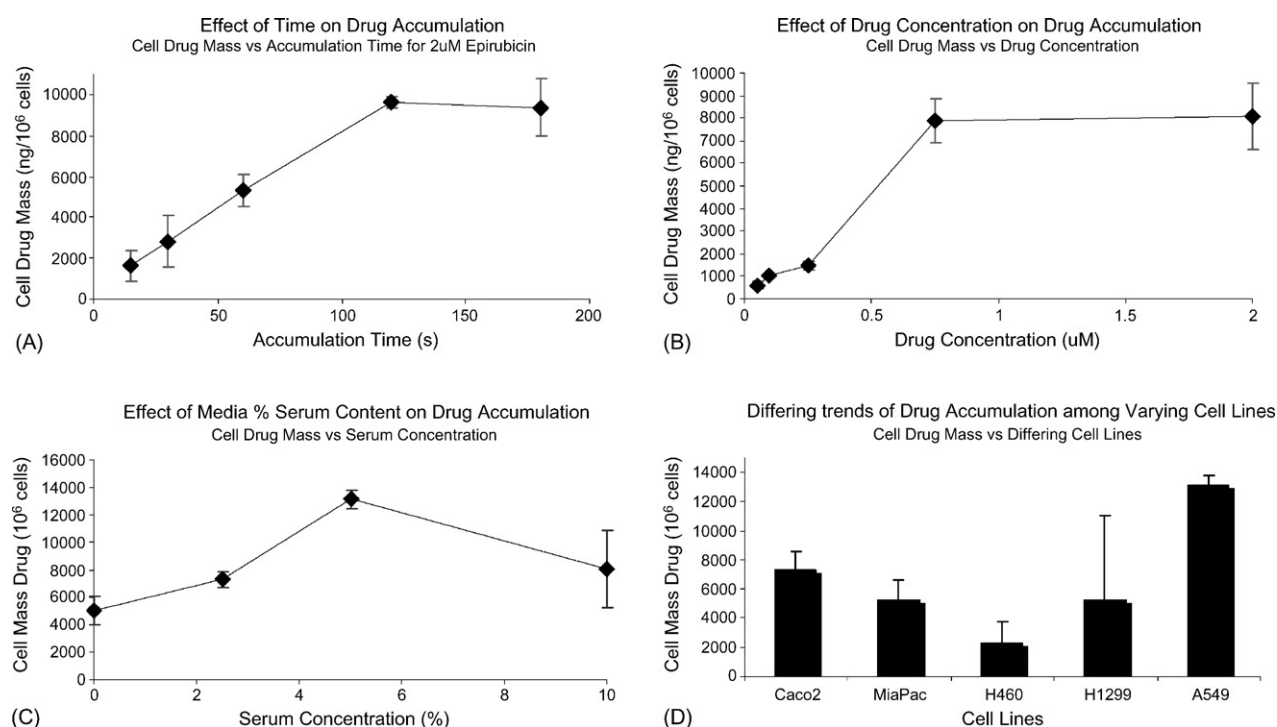 Effect of Time on Drug Accumulation
Cell Drug Mass vs Accumulation Time for 2uM Epirubicin
Cell Drug Mass (ng/10⁶ cells)
10000
8000
6000
4000
2000
0
0 50 100 150 200
Accumulation Time (s)
(A)
Effect of Drug Concentration on Drug Accumulation
Cell Drug Mass vs Drug Concentration
Cell Drug Mass (ng/10⁶ cells)
10000
9000
8000
7000
6000
5000
4000
3000
2000
1000
0
0 0.5 1 1.5 2
Drug Concentration (uM)
(B)
Effect of Media % Serum Content on Drug Accumulation
Cell Drug Mass vs Serum Concentration
Cell Mass Drug (10⁶ cells)
16000
14000
12000
10000
8000
6000
4000
2000
0
0 2 4 6 8 10
Serum Concentration (%)
(C)
Differing trends of Drug Accumulation among Varying Cell Lines
Cell Drug Mass vs Differing Cell Lines
Cell Mass Drug (10⁶ cells)
14000
12000
10000
8000
6000
4000
2000
0
Caco2 MiaPac H460 H1299 A549
Cell Lines
(D)